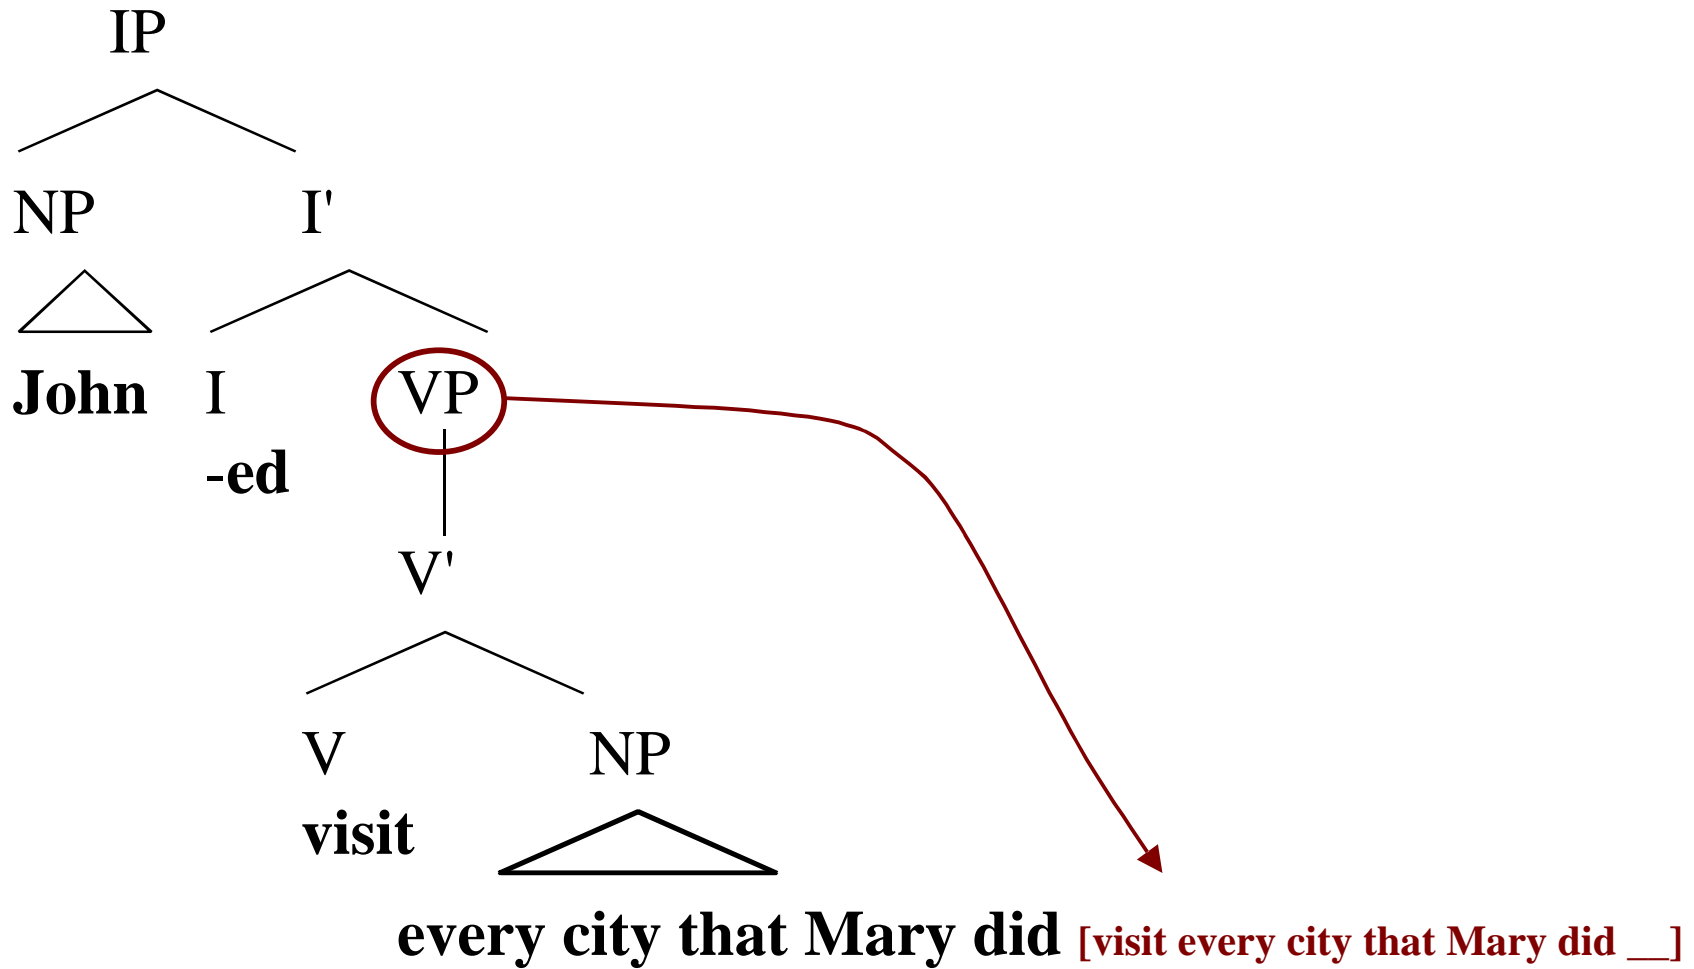 IP
NP I'
John I VP
-ed
V'
V NP
visit
every city that Mary did [visit every city that Mary did __]